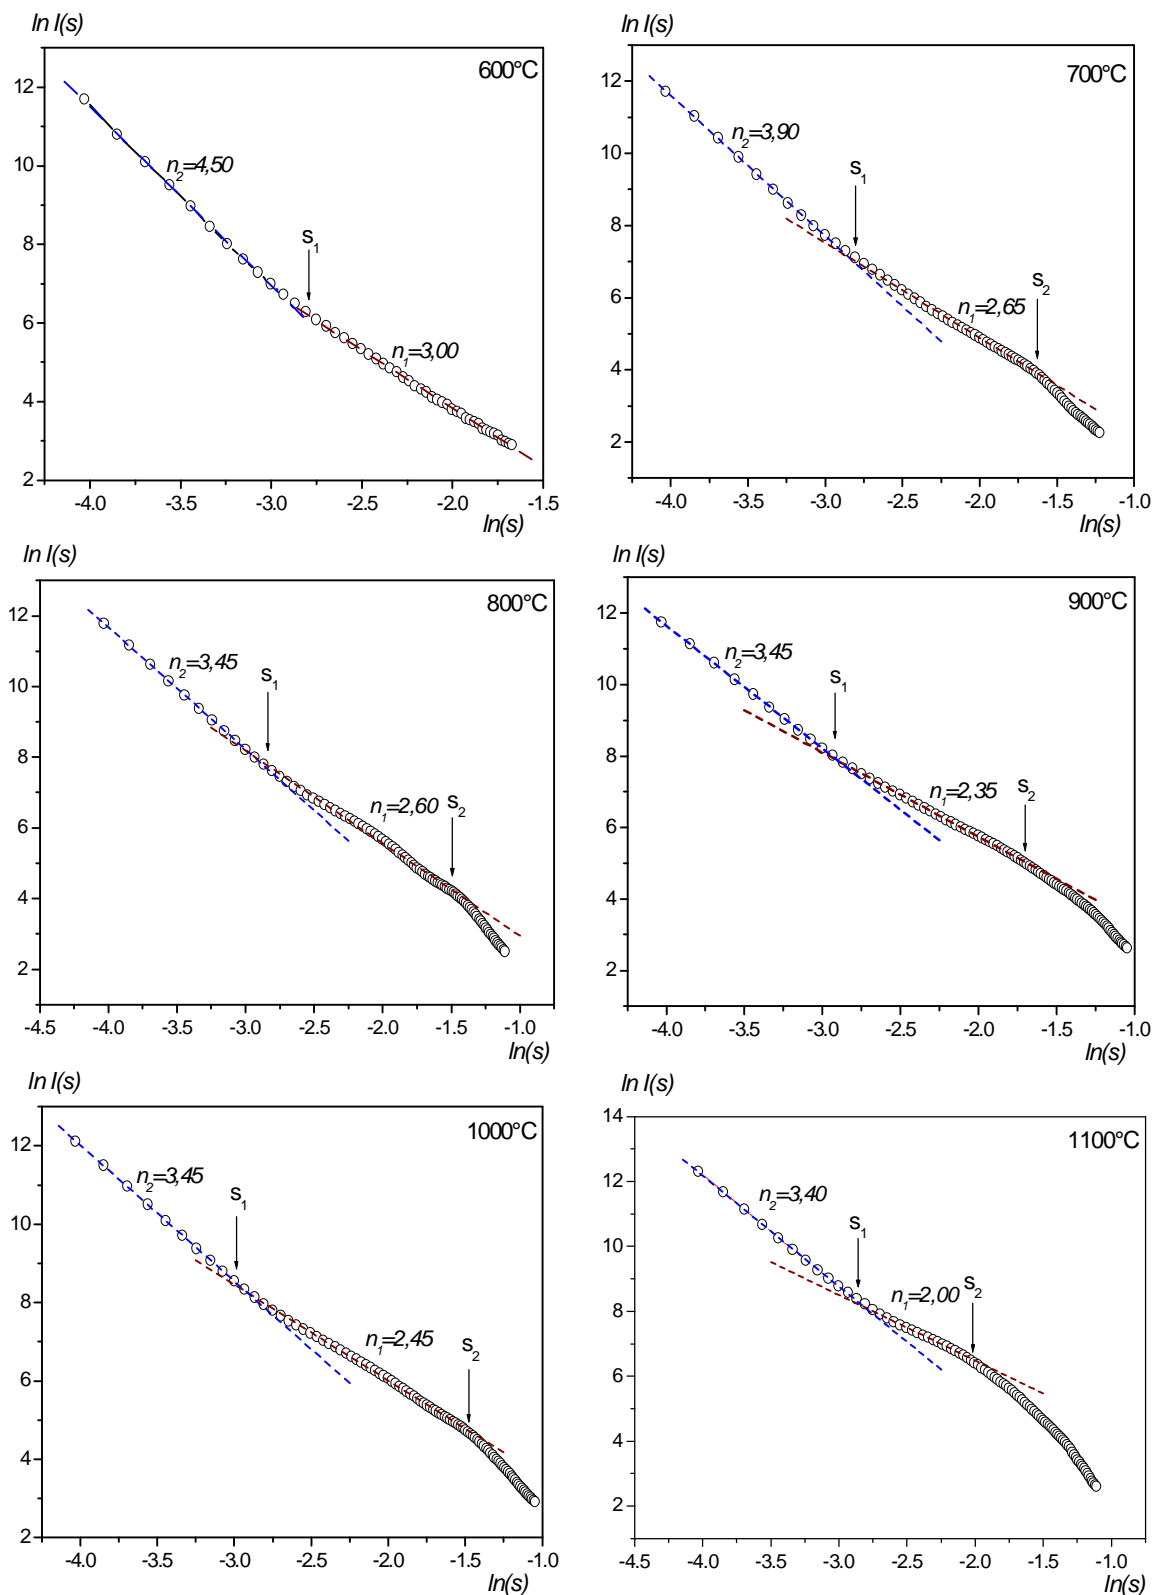 ln I(s)
600°C
12
10
8
6
4
2
n2=4,50
s1
n1=3,00
-4.0 -3.5 -3.0 -2.5 -2.0 -1.5
ln(s)
ln I(s)
700°C
12
10
8
6
4
2
n2=3,90
s1
s2
n1=2,65
-4.0 -3.5 -3.0 -2.5 -2.0 -1.5 -1.0
ln(s)
ln I(s)
800°C
12
10
8
6
4
2
n2=3,45
s1
n1=2,60
s2
-4.5 -4.0 -3.5 -3.0 -2.5 -2.0 -1.5 -1.0
ln(s)
ln I(s)
900°C
12
10
8
6
4
2
n2=3,45
s1
n1=2,35
s2
-4.0 -3.5 -3.0 -2.5 -2.0 -1.5 -1.0
ln(s)
ln I(s)
1000°C
12
10
8
6
4
2
n2=3,45
s1
n1=2,45
s2
-4.0 -3.5 -3.0 -2.5 -2.0 -1.5 -1.0
ln(s)
ln I(s)
1100°C
14
12
10
8
6
4
2
n2=3,40
s1
n1=2,00
s2
-4.5 -4.0 -3.5 -3.0 -2.5 -2.0 -1.5 -1.0
ln(s)